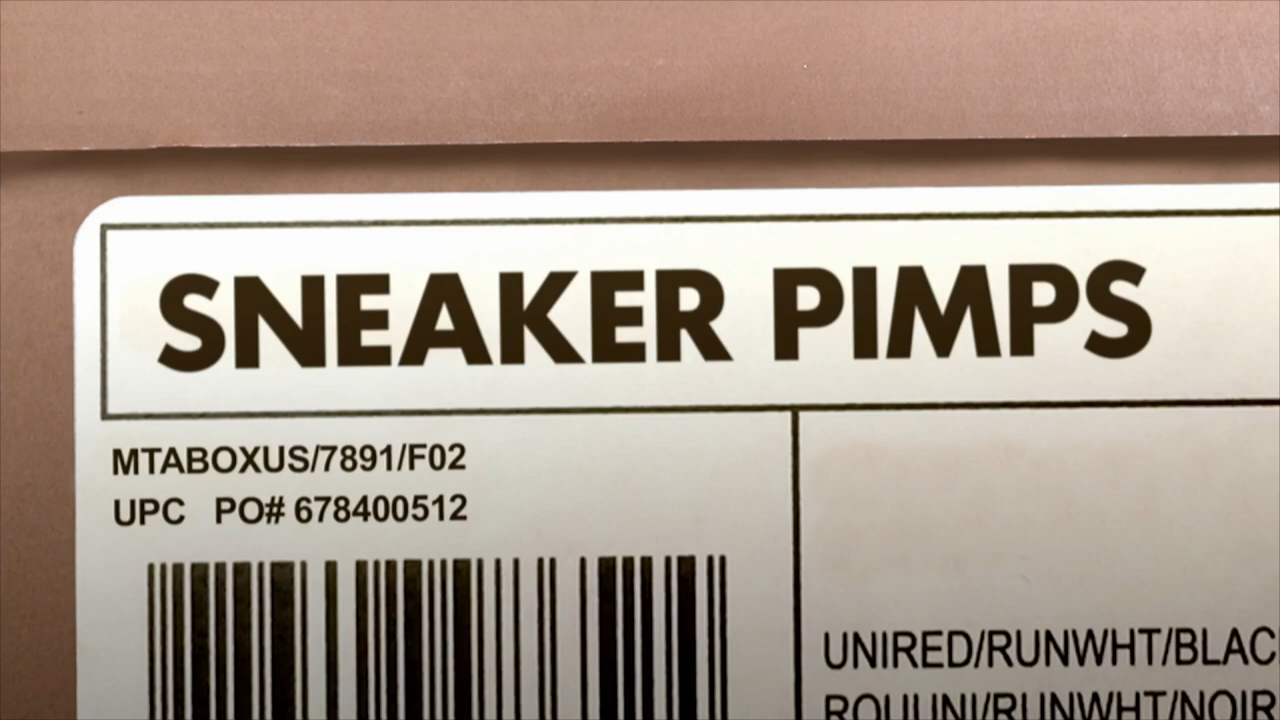 SNEAKER PIMPS
MTABOXUS/7891/F02
UPC PO# 678400512
UNIRED/RUNWHT/BLAC
ROUUNI/RUNWHT/NOIR